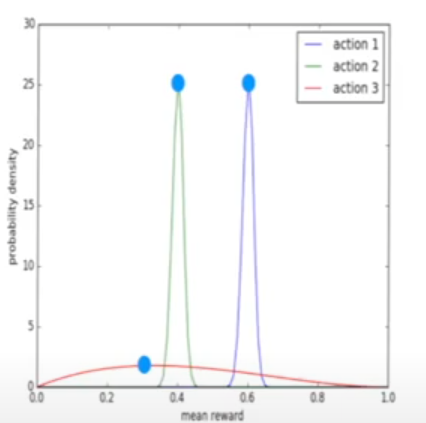 30
25
20
15
10
5
0
probability density
action 1
action 2
action 3
0.0 0.2 0.4 0.6 0.8 1.0
mean reward